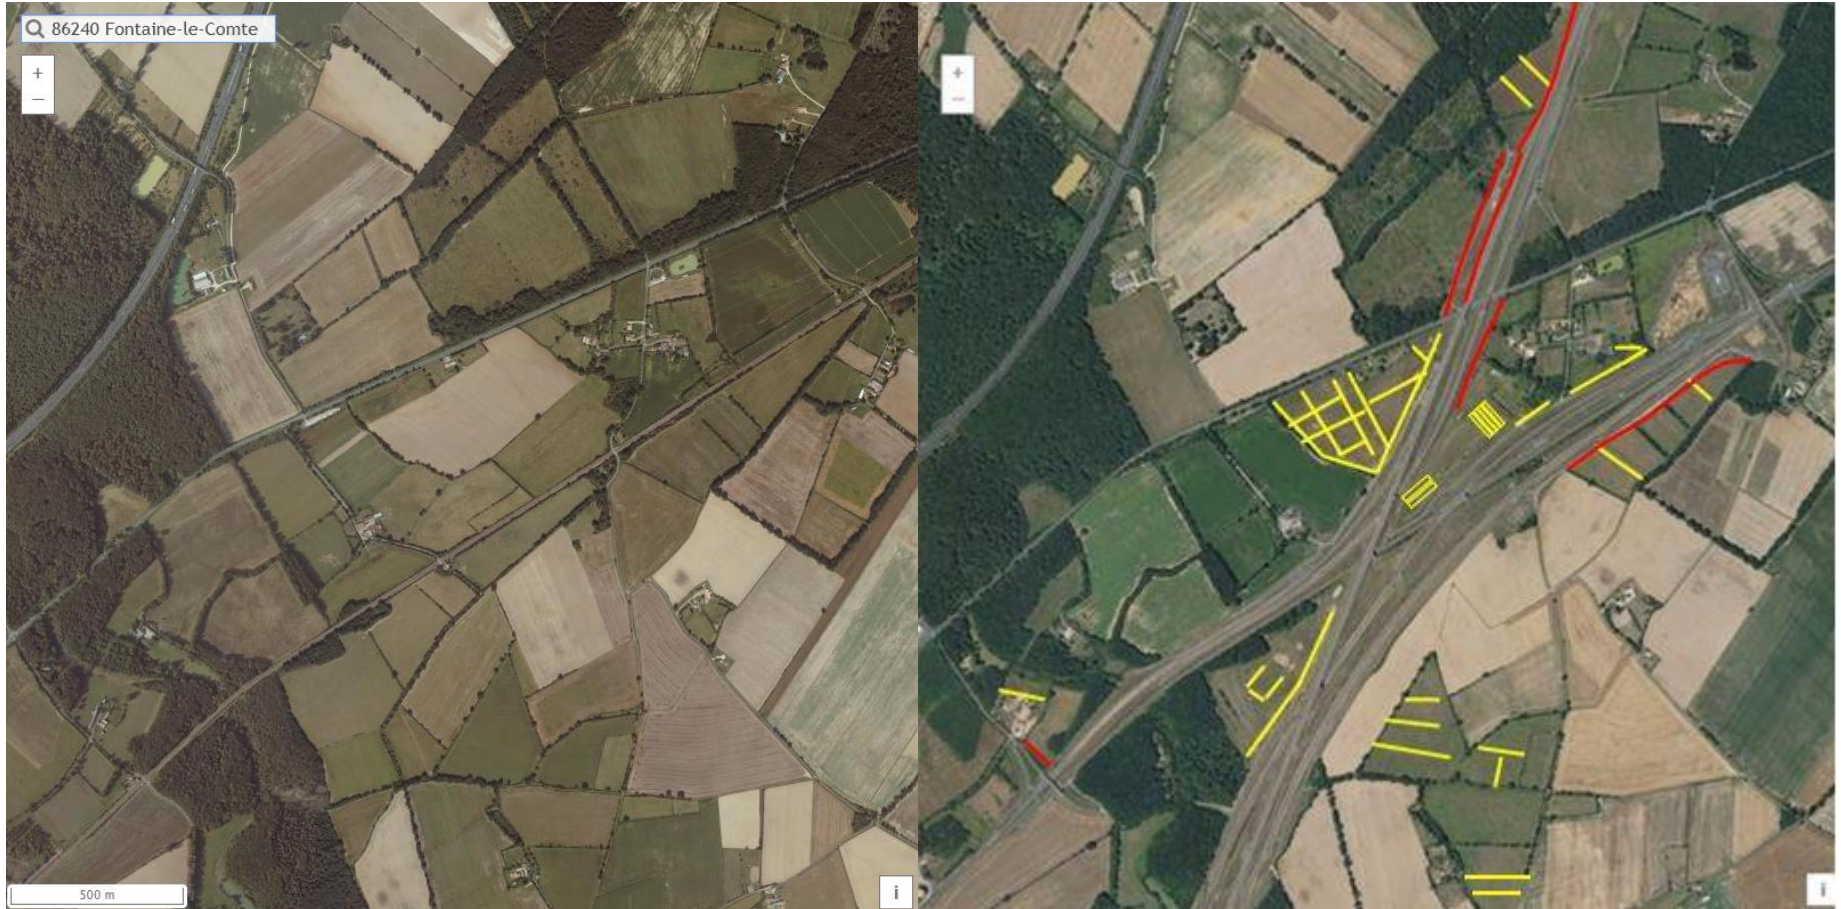 86240 Fontaine-le-Comte
+
–
+
–
500 m
i
i